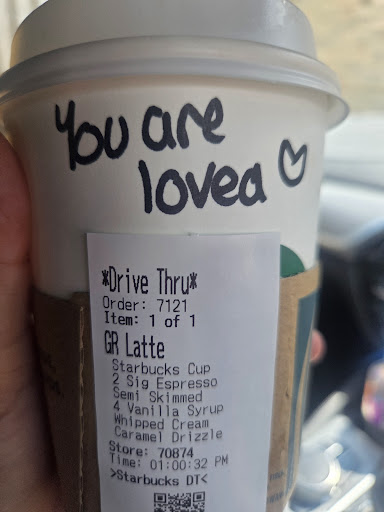 You are
loved
*Drive Thru*
Order: 7121
Item: 1 of 1
GR Latte
Starbucks Cup
2 Sig Espresso
Semi Skimmed
4 Vanilla Syrup
Whipped Cream
Caramel Drizzle
Store: 70874
Time: 01:00:32 PM
>Starbucks DT<